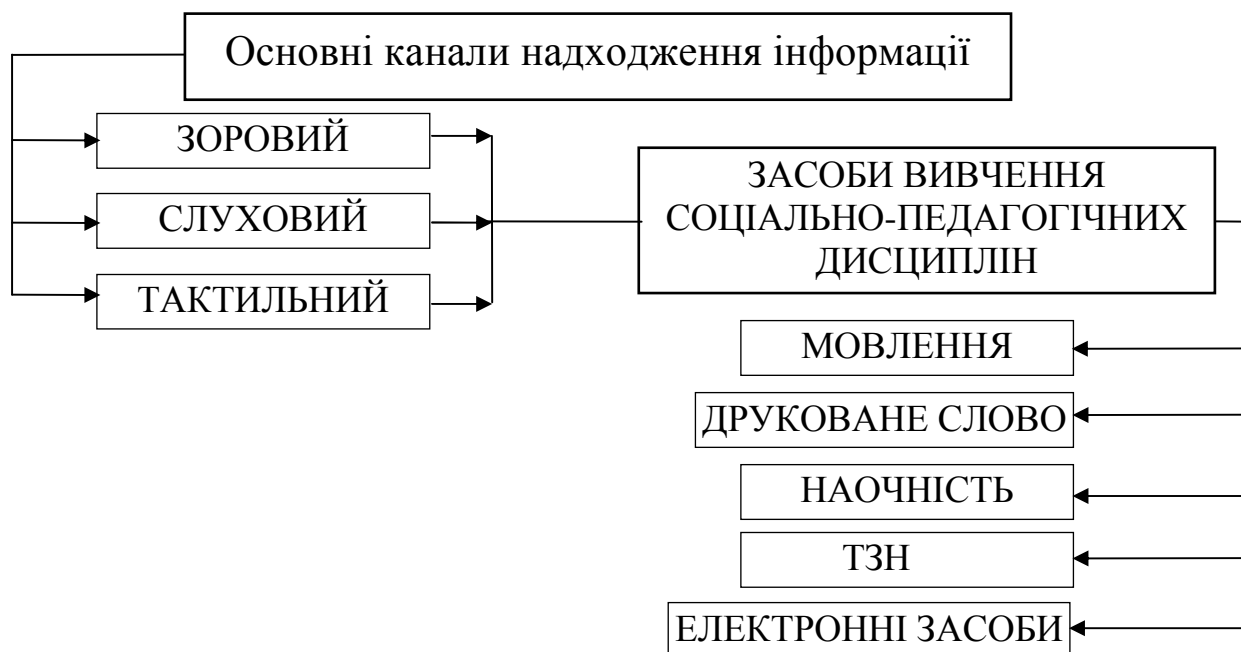 Основні канали надходження інформації
ЗОРОВИЙ
СЛУХОВИЙ
ТАКТИЛЬНИЙ
ЗАСОБИ ВИВЧЕННЯ
СОЦІАЛЬНО-ПЕДАГОГІЧНИХ
ДИСЦИПЛІН
МОВЛЕННЯ
ДРУКОВАНЕ СЛОВО
НАОЧНІСТЬ
ТЗН
ЕЛЕКТРОННІ ЗАСОБИ